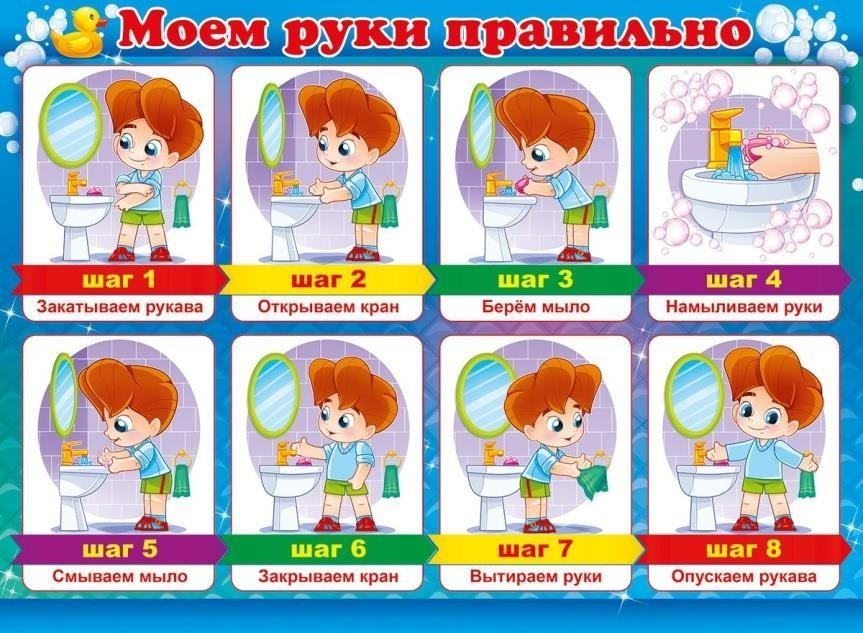 Моем руки правильно
шаг 1
Закатываем рукава
шаг 2
Открываем кран
шаг 3
Берём мыло
шаг 4
Намыливаем руки
шаг 5
Смываем мыло
шаг 6
Закрываем кран
шаг 7
Вытираем руки
шаг 8
Опускаем рукава